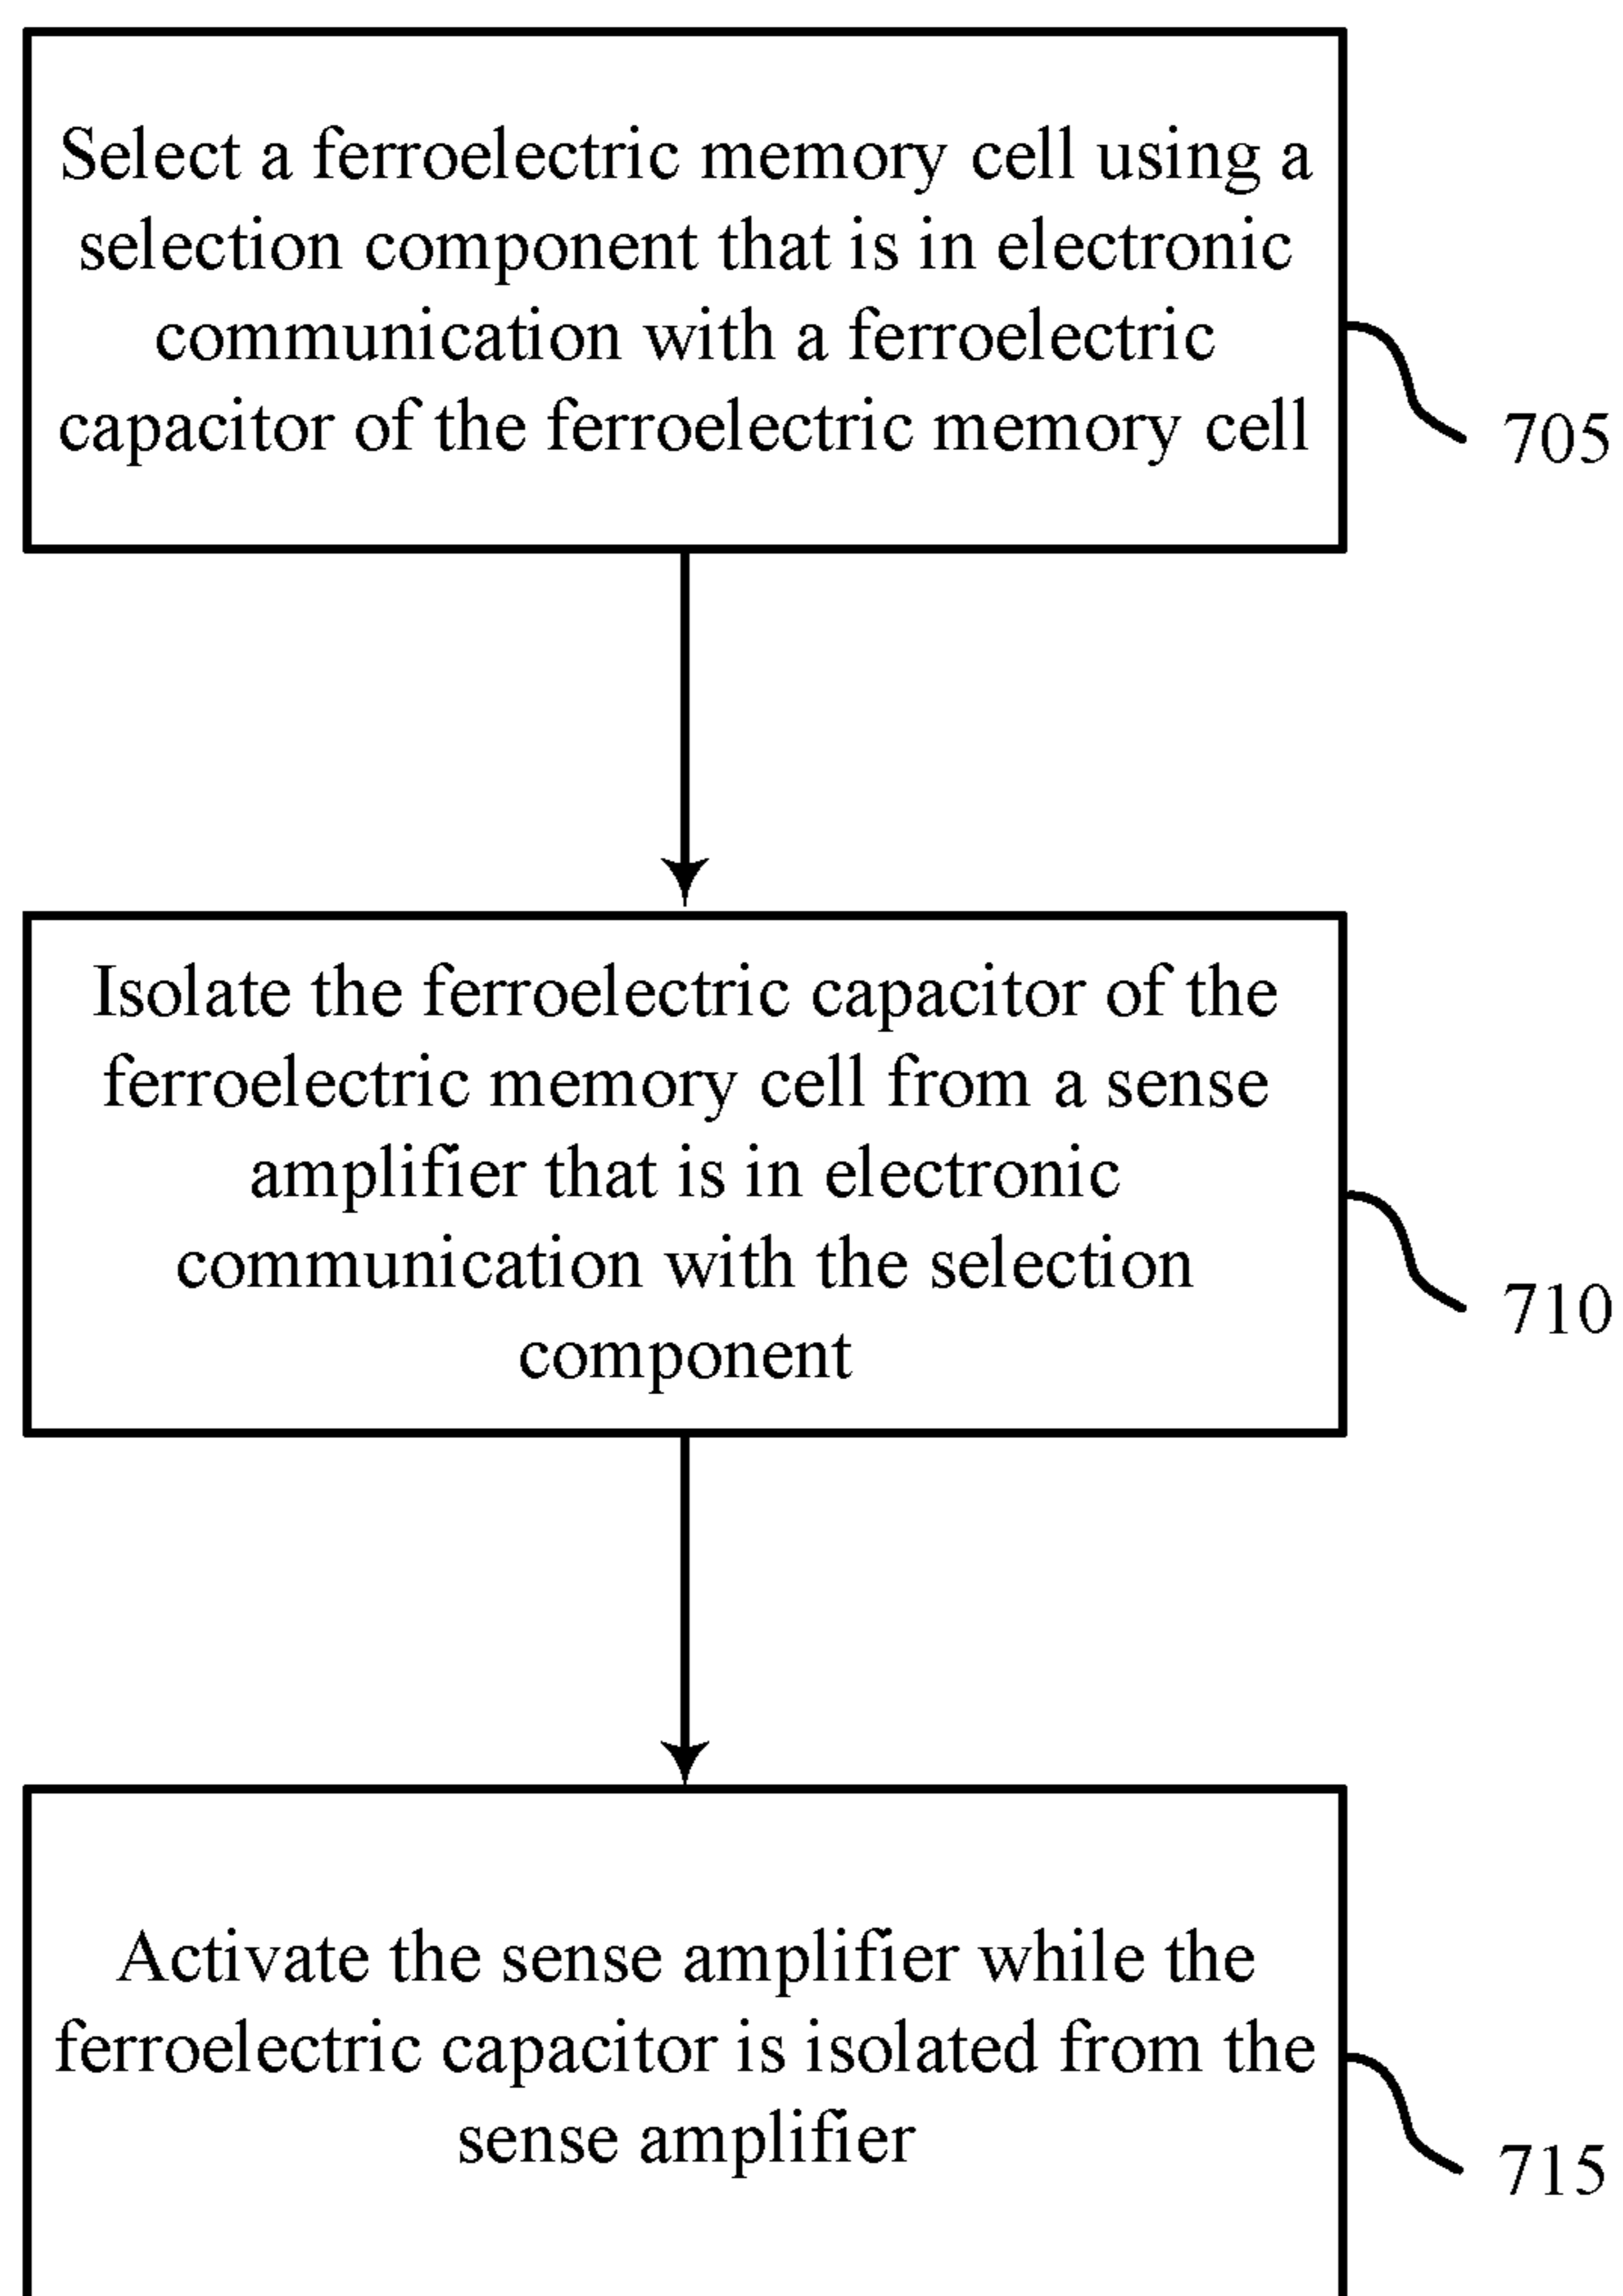 Select a ferroelectric memory cell using a
selection component that is in electronic
communication with a ferroelectric
capacitor of the ferroelectric memory cell
705
Isolate the ferroelectric capacitor of the
ferroelectric memory cell from a sense
amplifier that is in electronic
communication with the selection
component
710
Activate the sense amplifier while the
ferroelectric capacitor is isolated from the
sense amplifier
715